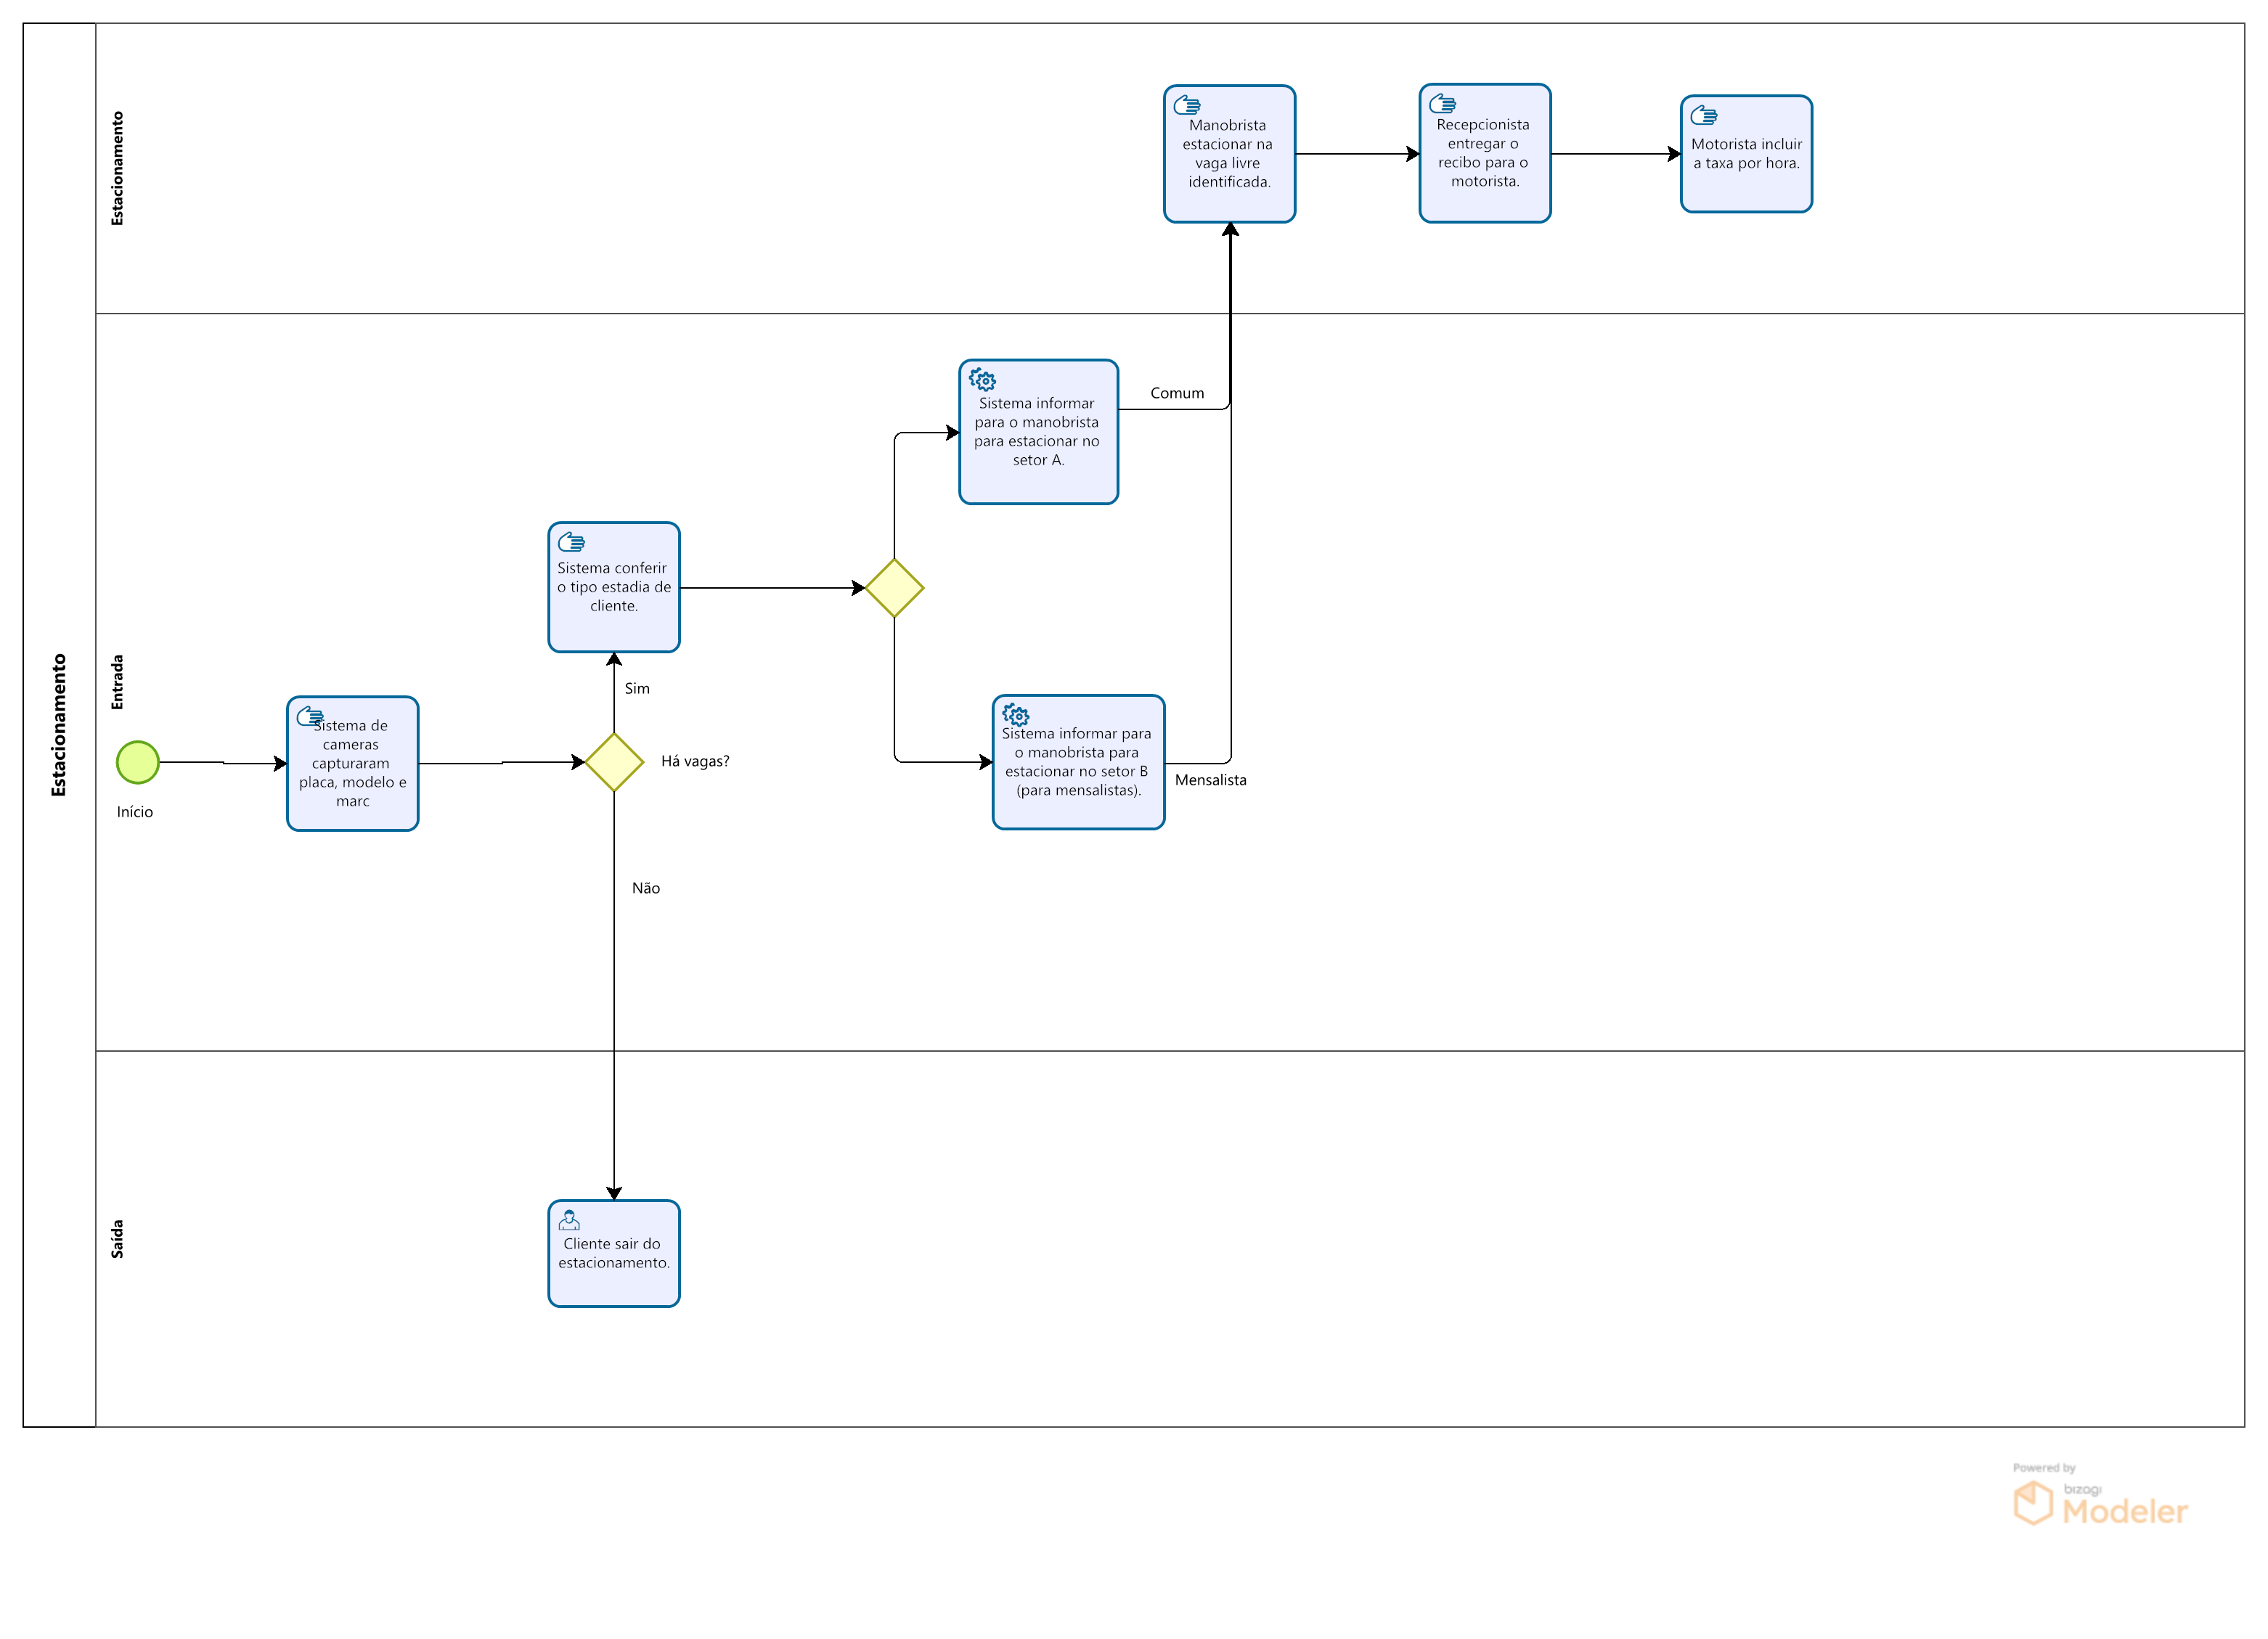 Estacionamento
Estacionamento
Manobrista
estacionar na
vaga livre
identificada.
Recepcionista
entregar o
recibo para o
motorista.
Motorista incluir
a taxa por hora.
Entrada
Sistema informar
para o manobrista
para estacionar no
setor A.
Comum
Sistema conferir
o tipo estadia de
cliente.
Sim
Início
Sistema de
cameras
capturaram
placa, modelo e
marc
Há vagas?
Sistema informar para
o manobrista para
estacionar no setor B
(para mensalistas).
Mensalista
Não
Saída
Cliente sair do
estacionamento.
Powered by
bizagi
Modeler